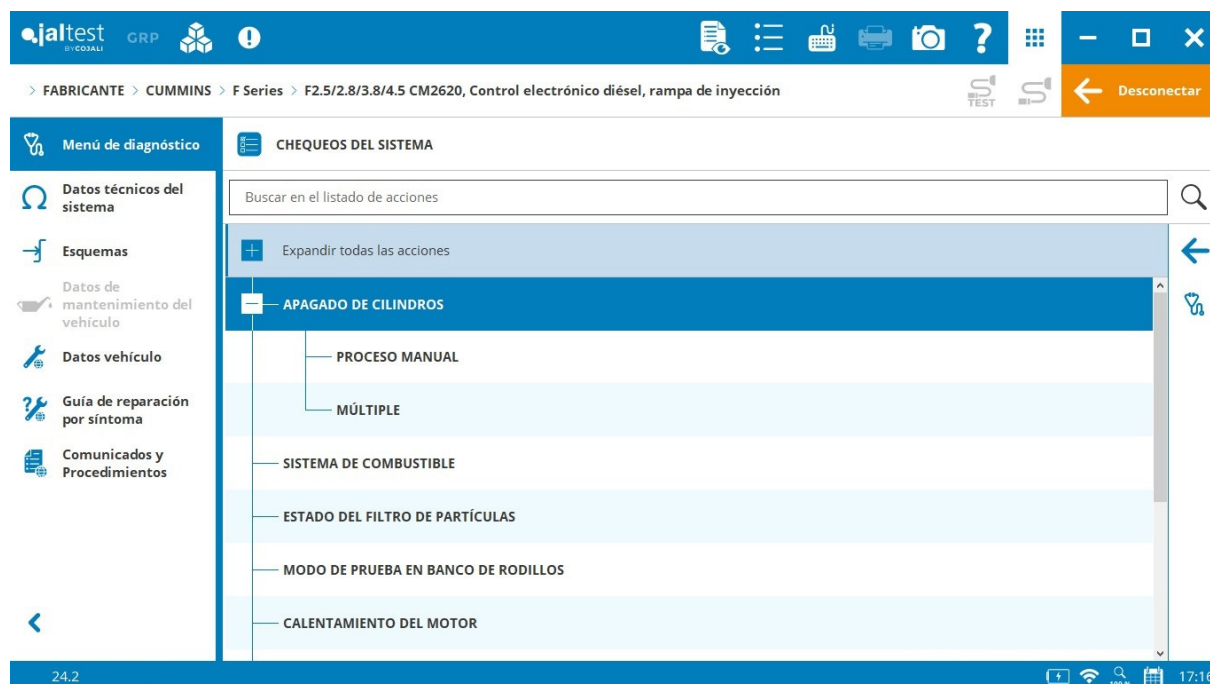 jaltest
BY COJALI
GRP
> FABRICANTE > CUMMINS > F Series > F2.5/2.8/3.8/4.5 CM2620, Control electrónico diésel, rampa de inyección
TEST
Desconectar
Menú de diagnóstico
CHEQUEOS DEL SISTEMA
Datos técnicos del
sistema
Buscar en el listado de acciones
Esquemas
Expandir todas las acciones
Datos de
mantenimiento del
vehículo
APAGADO DE CILINDROS
Datos vehículo
PROCESO MANUAL
Guía de reparación
por síntoma
MÚLTIPLE
Comunicados y
Procedimientos
SISTEMA DE COMBUSTIBLE
ESTADO DEL FILTRO DE PARTÍCULAS
MODO DE PRUEBA EN BANCO DE RODILLOS
CALENTAMIENTO DEL MOTOR
24.2
100 %
17:16